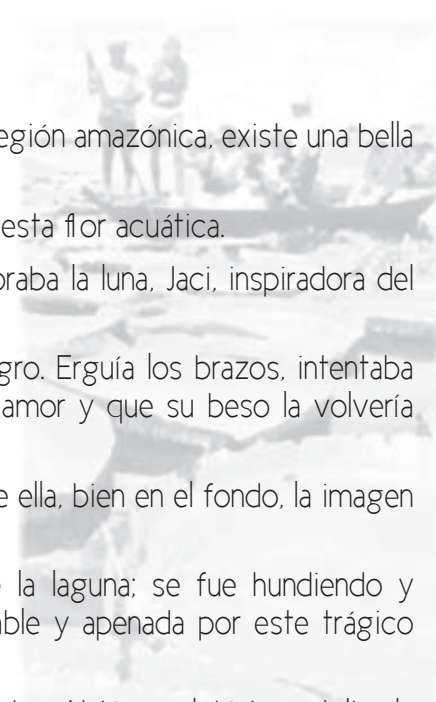 egión amazónica, existe una bella
esta flor acuática.
oraba la luna, Jaci, inspiradora del
gro. Erguía los brazos, intentaba
amor y que su beso la volvería
e ella, bien en el fondo, la imagen
la laguna; se fue hundiendo y
able y apenada por este trágico